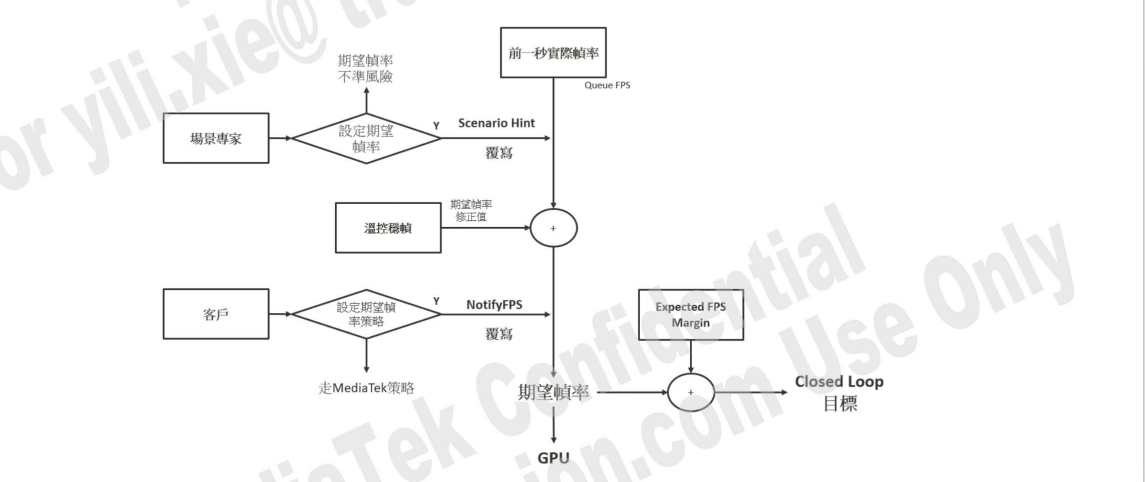 前一秒實際幀率
Queue FPS
期望幀率
不準風險
場景專家
設定期望
幀率
Y
Scenario Hint
覆寫
溫控穩幀
期望幀率
修正值
+
客戶
設定期望幀
率策略
Y
NotifyFPS
覆寫
Expected FPS
Margin
走MediaTek策略
期望幀率
+
Closed Loop
目標
GPU
or yili.xie@
MediaTek Confidential
ion.com Use Only